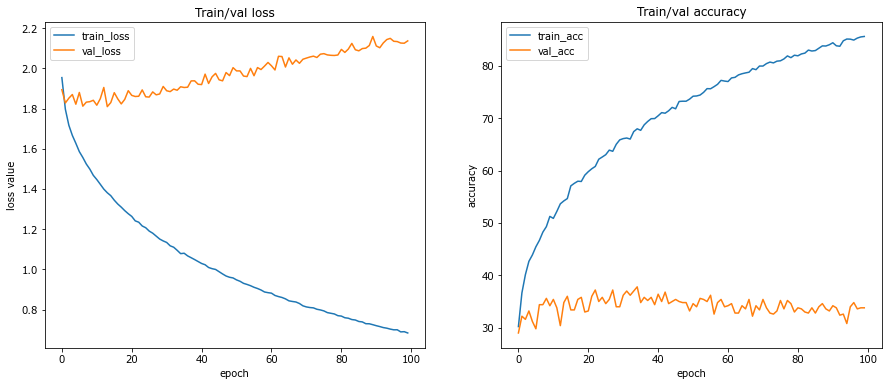 Train/val loss
train_loss
val_loss
2.2
2.0
1.8
1.6
1.4
1.2
1.0
0.8
loss value
0 20 40 60 80 100
epoch
Train/val accuracy
train_acc
val_acc
80
70
60
50
40
30
accuracy
0 20 40 60 80 100
epoch